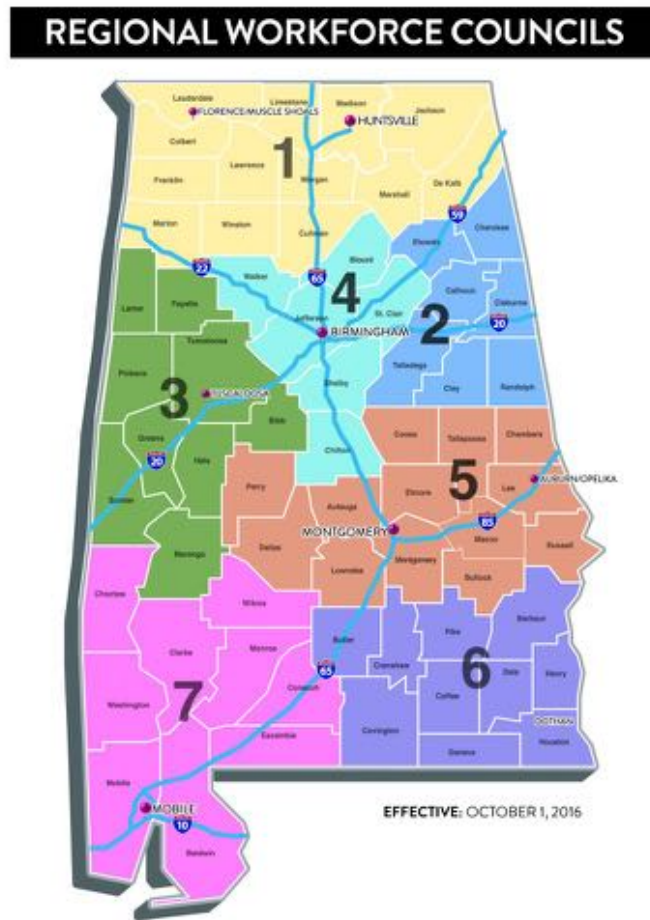 REGIONAL WORKFORCE COUNCILS
Lauderdale
Limestone
Madison
Jackson
FLORENCE/MUSCLE SHOALS
HUNTSVILLE
Colbert
1
Lawrence
Franklin
Morgan
Marshall
De Kalb
59
Marion
Winston
Cullman
Cherokee
Etowah
22
65
Blount
Walker
4
Lamar
Fayette
Calhoun
Cleburne
Jefferson
St. Clair
2
20
BIRMINGHAM
Tuscaloosa
Pickens
Talladega
Shelby
Clay
Randolph
3
TUSCALOOSA
Bibb
Coosa
Tallapoosa
Chambers
Greene
20
Hale
Chilton
Perry
5
Lee
AUBURN/OPELIKA
Elmore
Sumter
Autauga
85
MONTGOMERY
Macon
Russell
Dallas
Marengo
Lowndes
Montgomery
Bullock
Choctaw
Wilcox
Pike
Barbour
Clarke
Butler
Monroe
Crenshaw
6
65
Conecuh
Coffee
Dale
Henry
7
Washington
Covington
DOTHAN
Escambia
Geneva
Houston
Mobile
MOBILE
10
EFFECTIVE: OCTOBER 1, 2016
Baldwin